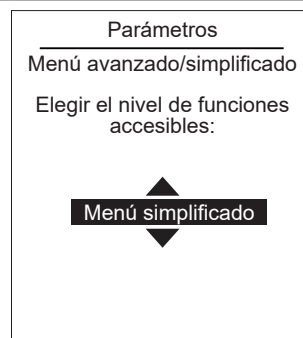 Parámetros
Menú avanzado/simplificado
Elegir el nivel de funciones
accesibles:
Menú simplificado